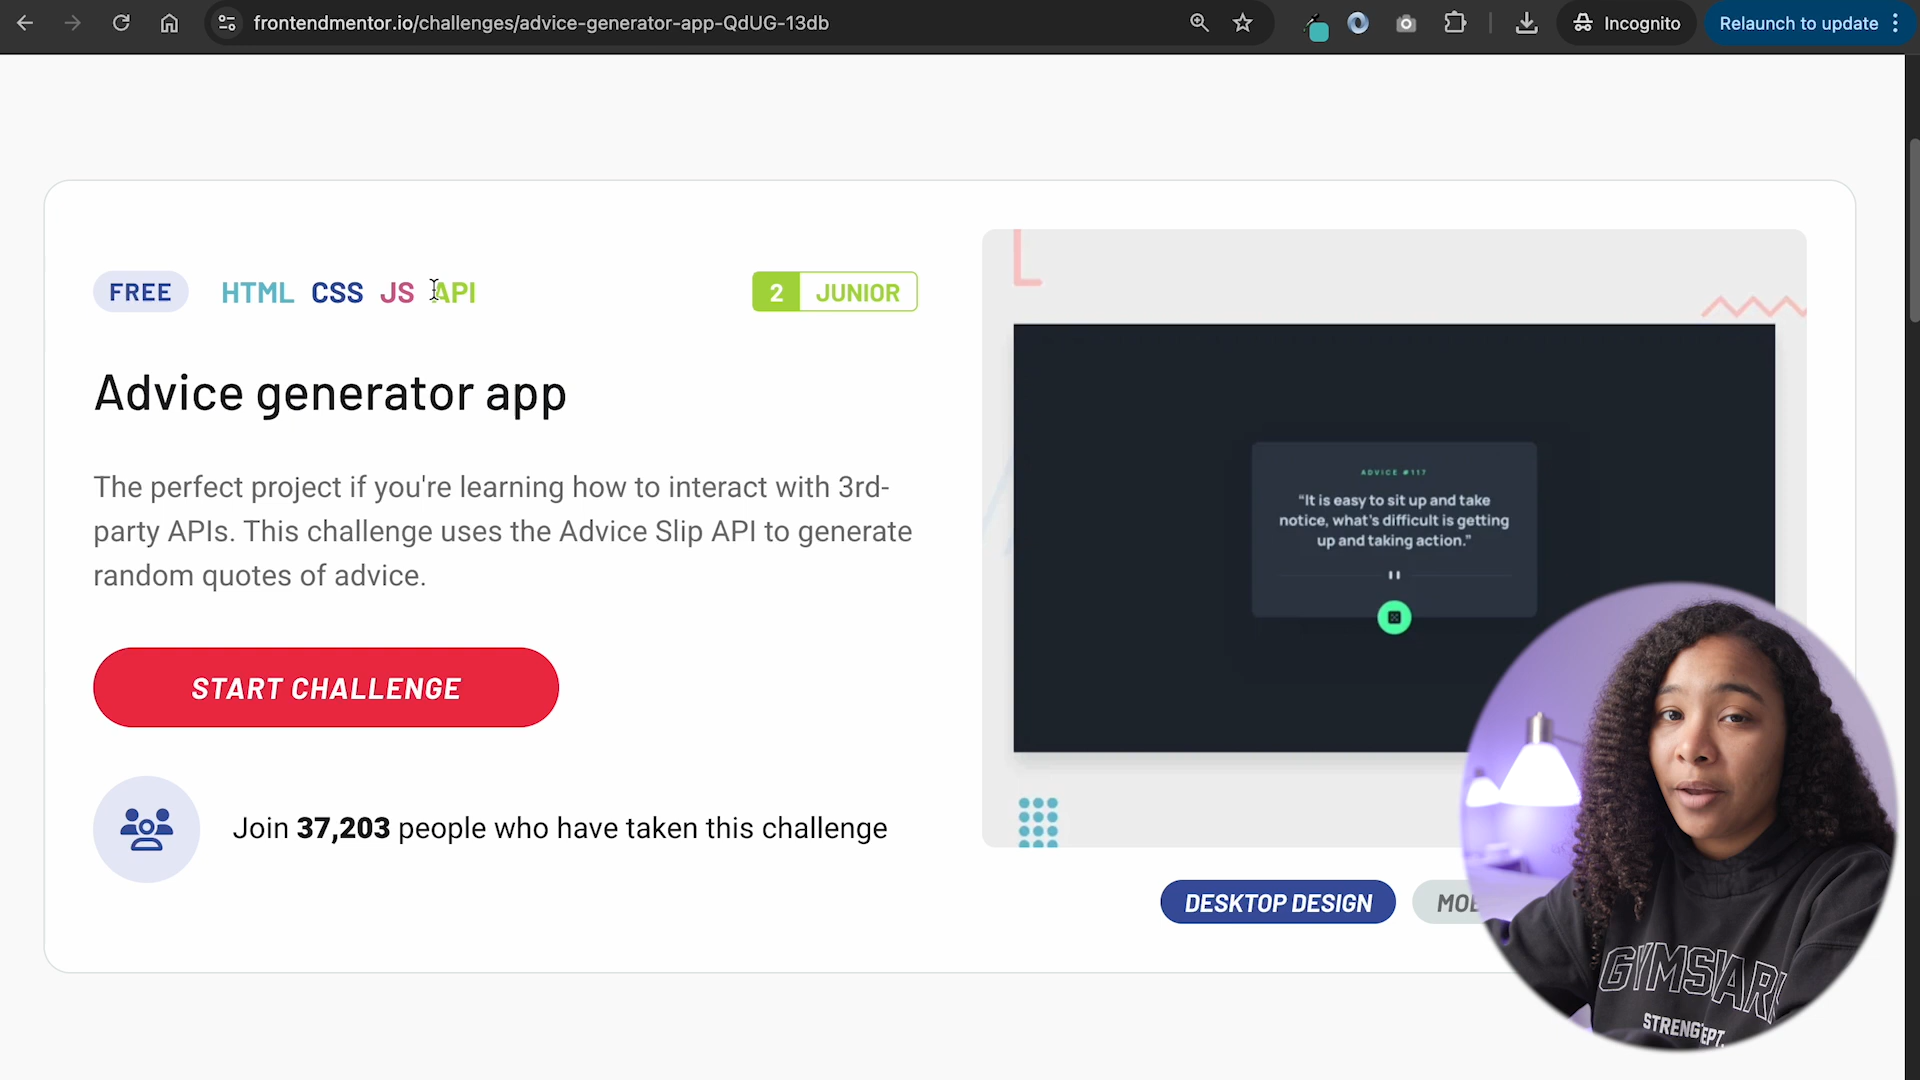 frontendmentor.io/challenges/advice-generator-app-QdUG-13db
Incognito
Relaunch to update
FREE HTML CSS JS API
2 JUNIOR
Advice generator app
The perfect project if you're learning how to interact with 3rd-
party APIs. This challenge uses the Advice Slip API to generate
random quotes of advice.
START CHALLENGE
Join 37,203 people who have taken this challenge
ADVICE #117
“It is easy to sit up and take
notice, what’s difficult is getting
up and taking action.”
DESKTOP DESIGN
GYMSHARK